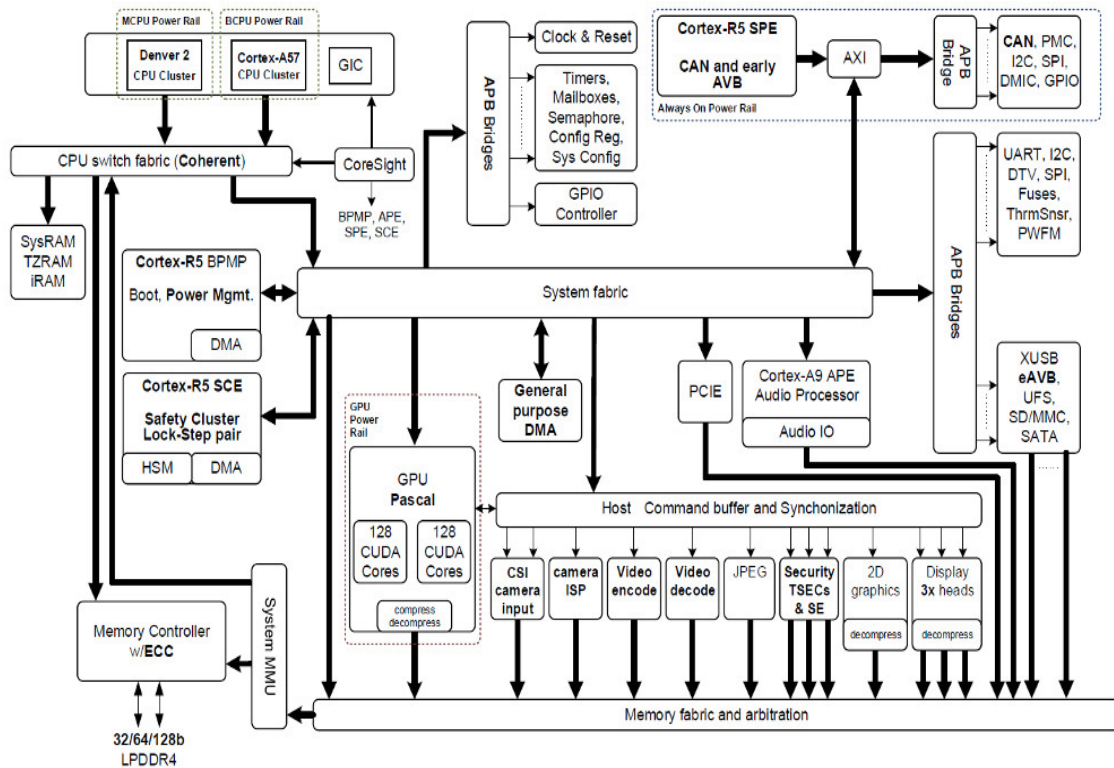 MCPU Power Rail
BCPU Power Rail
Denver 2
CPU Cluster
Cortex-A57
CPU Cluster
GIC
CPU switch fabric (Coherent)
CoreSight
BPMP, APE,
SPE, SCE
SysRAM
TZRAM
iRAM
Cortex-R5 BPMP
Boot, Power Mgmt.
DMA
Cortex-R5 SCE
Safety Cluster
Lock-Step pair
HSM
DMA
APB Bridges
Clock & Reset
Timers,
Mailboxes,
Semaphore,
Config Reg,
Sys Config
GPIO
Controller
Cortex-R5 SPE
CAN and early
AVB
Always On Power Rail
AXI
APB
Bridge
CAN, PMC,
I2C, SPI,
DMIC, GPIO
System fabric
APB Bridges
UART, I2C,
DTV, SPI,
Fuses,
ThrmSnsr,
PWFM
XUSB
eAVB,
UFS,
SD/MMC,
SATA
GPU
Power
Rail
GPU
Pascal
128
CUDA
Cores
128
CUDA
Cores
compress
decompress
General
purpose
DMA
PCIE
Cortex-A9 APE
Audio Processor
Audio IO
Host Command buffer and Synchonization
CSI
camera
input
camera
ISP
Video
encode
Video
decode
JPEG
Security
TSECs
& SE
2D
graphics
decompress
Display
3x heads
decompress
System MMU
Memory Controller
w/ECC
32/64/128b
LPDDR4
Memory fabric and arbitration